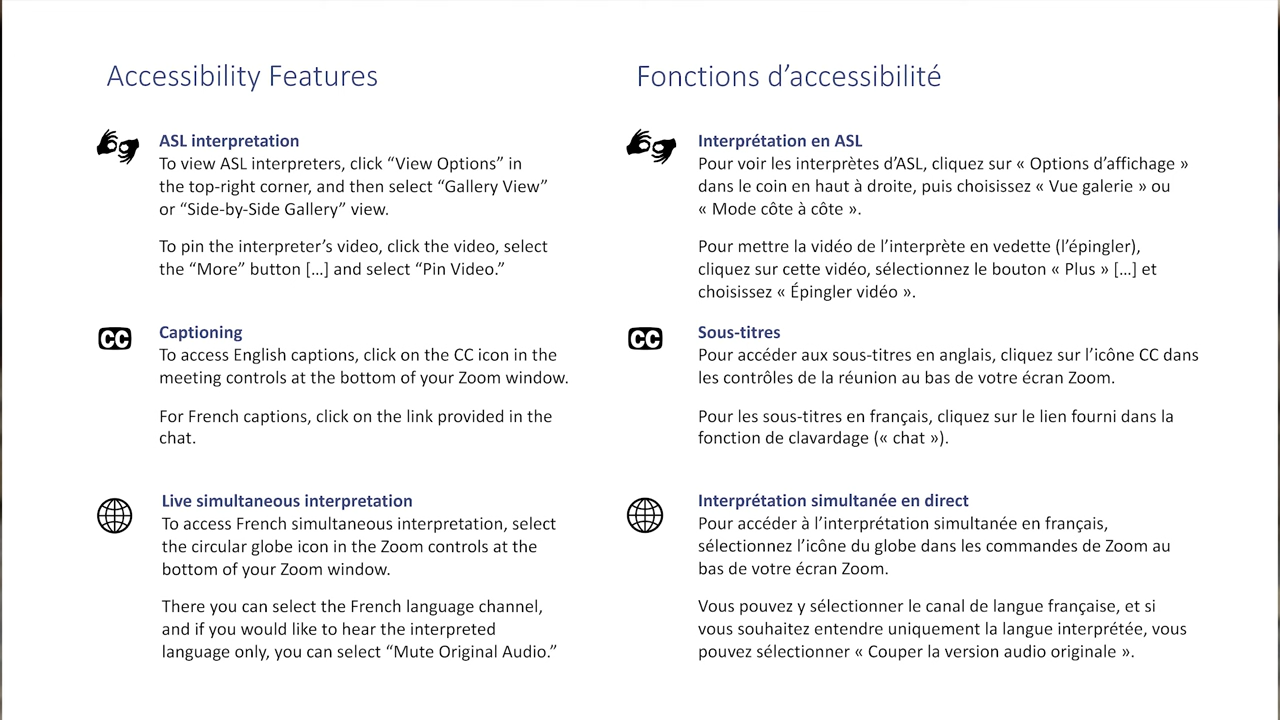 Accessibility Features
ASL interpretation
To view ASL interpreters, click “View Options” in
the top-right corner, and then select “Gallery View”
or “Side-by-Side Gallery” view.
To pin the interpreter’s video, click the video, select
the “More” button […] and select “Pin Video.”
CC
Captioning
To access English captions, click on the CC icon in the
meeting controls at the bottom of your Zoom window.
For French captions, click on the link provided in the
chat.
Live simultaneous interpretation
To access French simultaneous interpretation, select
the circular globe icon in the Zoom controls at the
bottom of your Zoom window.
There you can select the French language channel,
and if you would like to hear the interpreted
language only, you can select “Mute Original Audio.”
Fonctions d’accessibilité
Interprétation en ASL
Pour voir les interprètes d’ASL, cliquez sur « Options d’affichage »
dans le coin en haut à droite, puis choisissez « Vue galerie » ou
« Mode côte à côte ».
Pour mettre la vidéo de l’interprète en vedette (l’épingler),
cliquez sur cette vidéo, sélectionnez le bouton « Plus » […] et
choisissez « Épingler vidéo ».
CC
Sous-titres
Pour accéder aux sous-titres en anglais, cliquez sur l’icône CC dans
les contrôles de la réunion au bas de votre écran Zoom.
Pour les sous-titres en français, cliquez sur le lien fourni dans la
fonction de clavardage (« chat »).
Interprétation simultanée en direct
Pour accéder à l’interprétation simultanée en français,
sélectionnez l’icône du globe dans les commandes de Zoom au
bas de votre écran Zoom.
Vous pouvez y sélectionner le canal de langue française, et si
vous souhaitez entendre uniquement la langue interprétée, vous
pouvez sélectionner « Couper la version audio originale ».